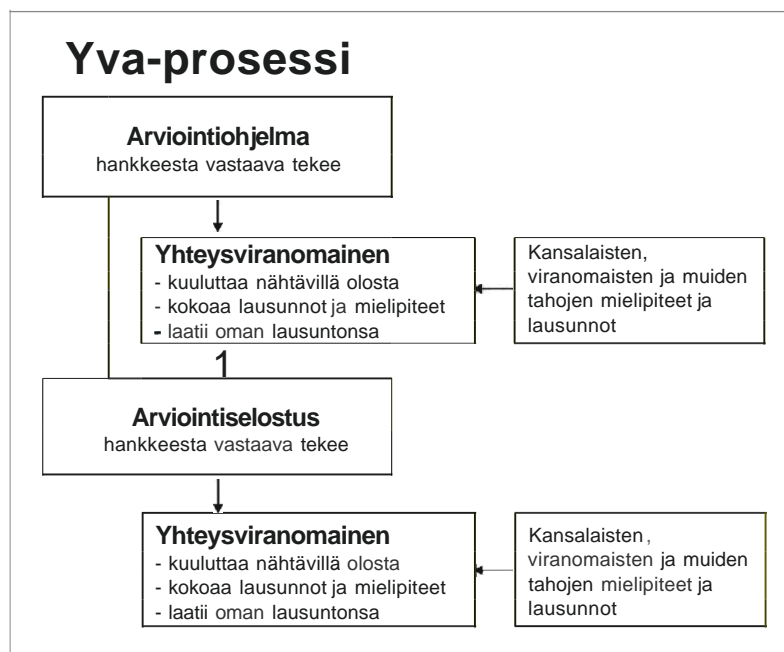 Yva-prosessi
Arviointiohjelma
hankkeesta vastaava tekee
Yhteysviranomainen
- kuuluttaa nähtävillä olosta
- kokoaa lausunnot ja mielipiteet
- laatii oman lausuntonsa
Kansalaisten,
viranomaisten ja muiden
tahojen mielipiteet ja
lausunnot
1
Arviointiselostus
hankkeesta vastaava tekee
Yhteysviranomainen
- kuuluttaa nähtävillä olosta
- kokoaa lausunnot ja mielipiteet
- laatii oman lausuntonsa
Kansalaisten,
viranomaisten ja muiden
tahojen mielipiteet ja
lausunnot